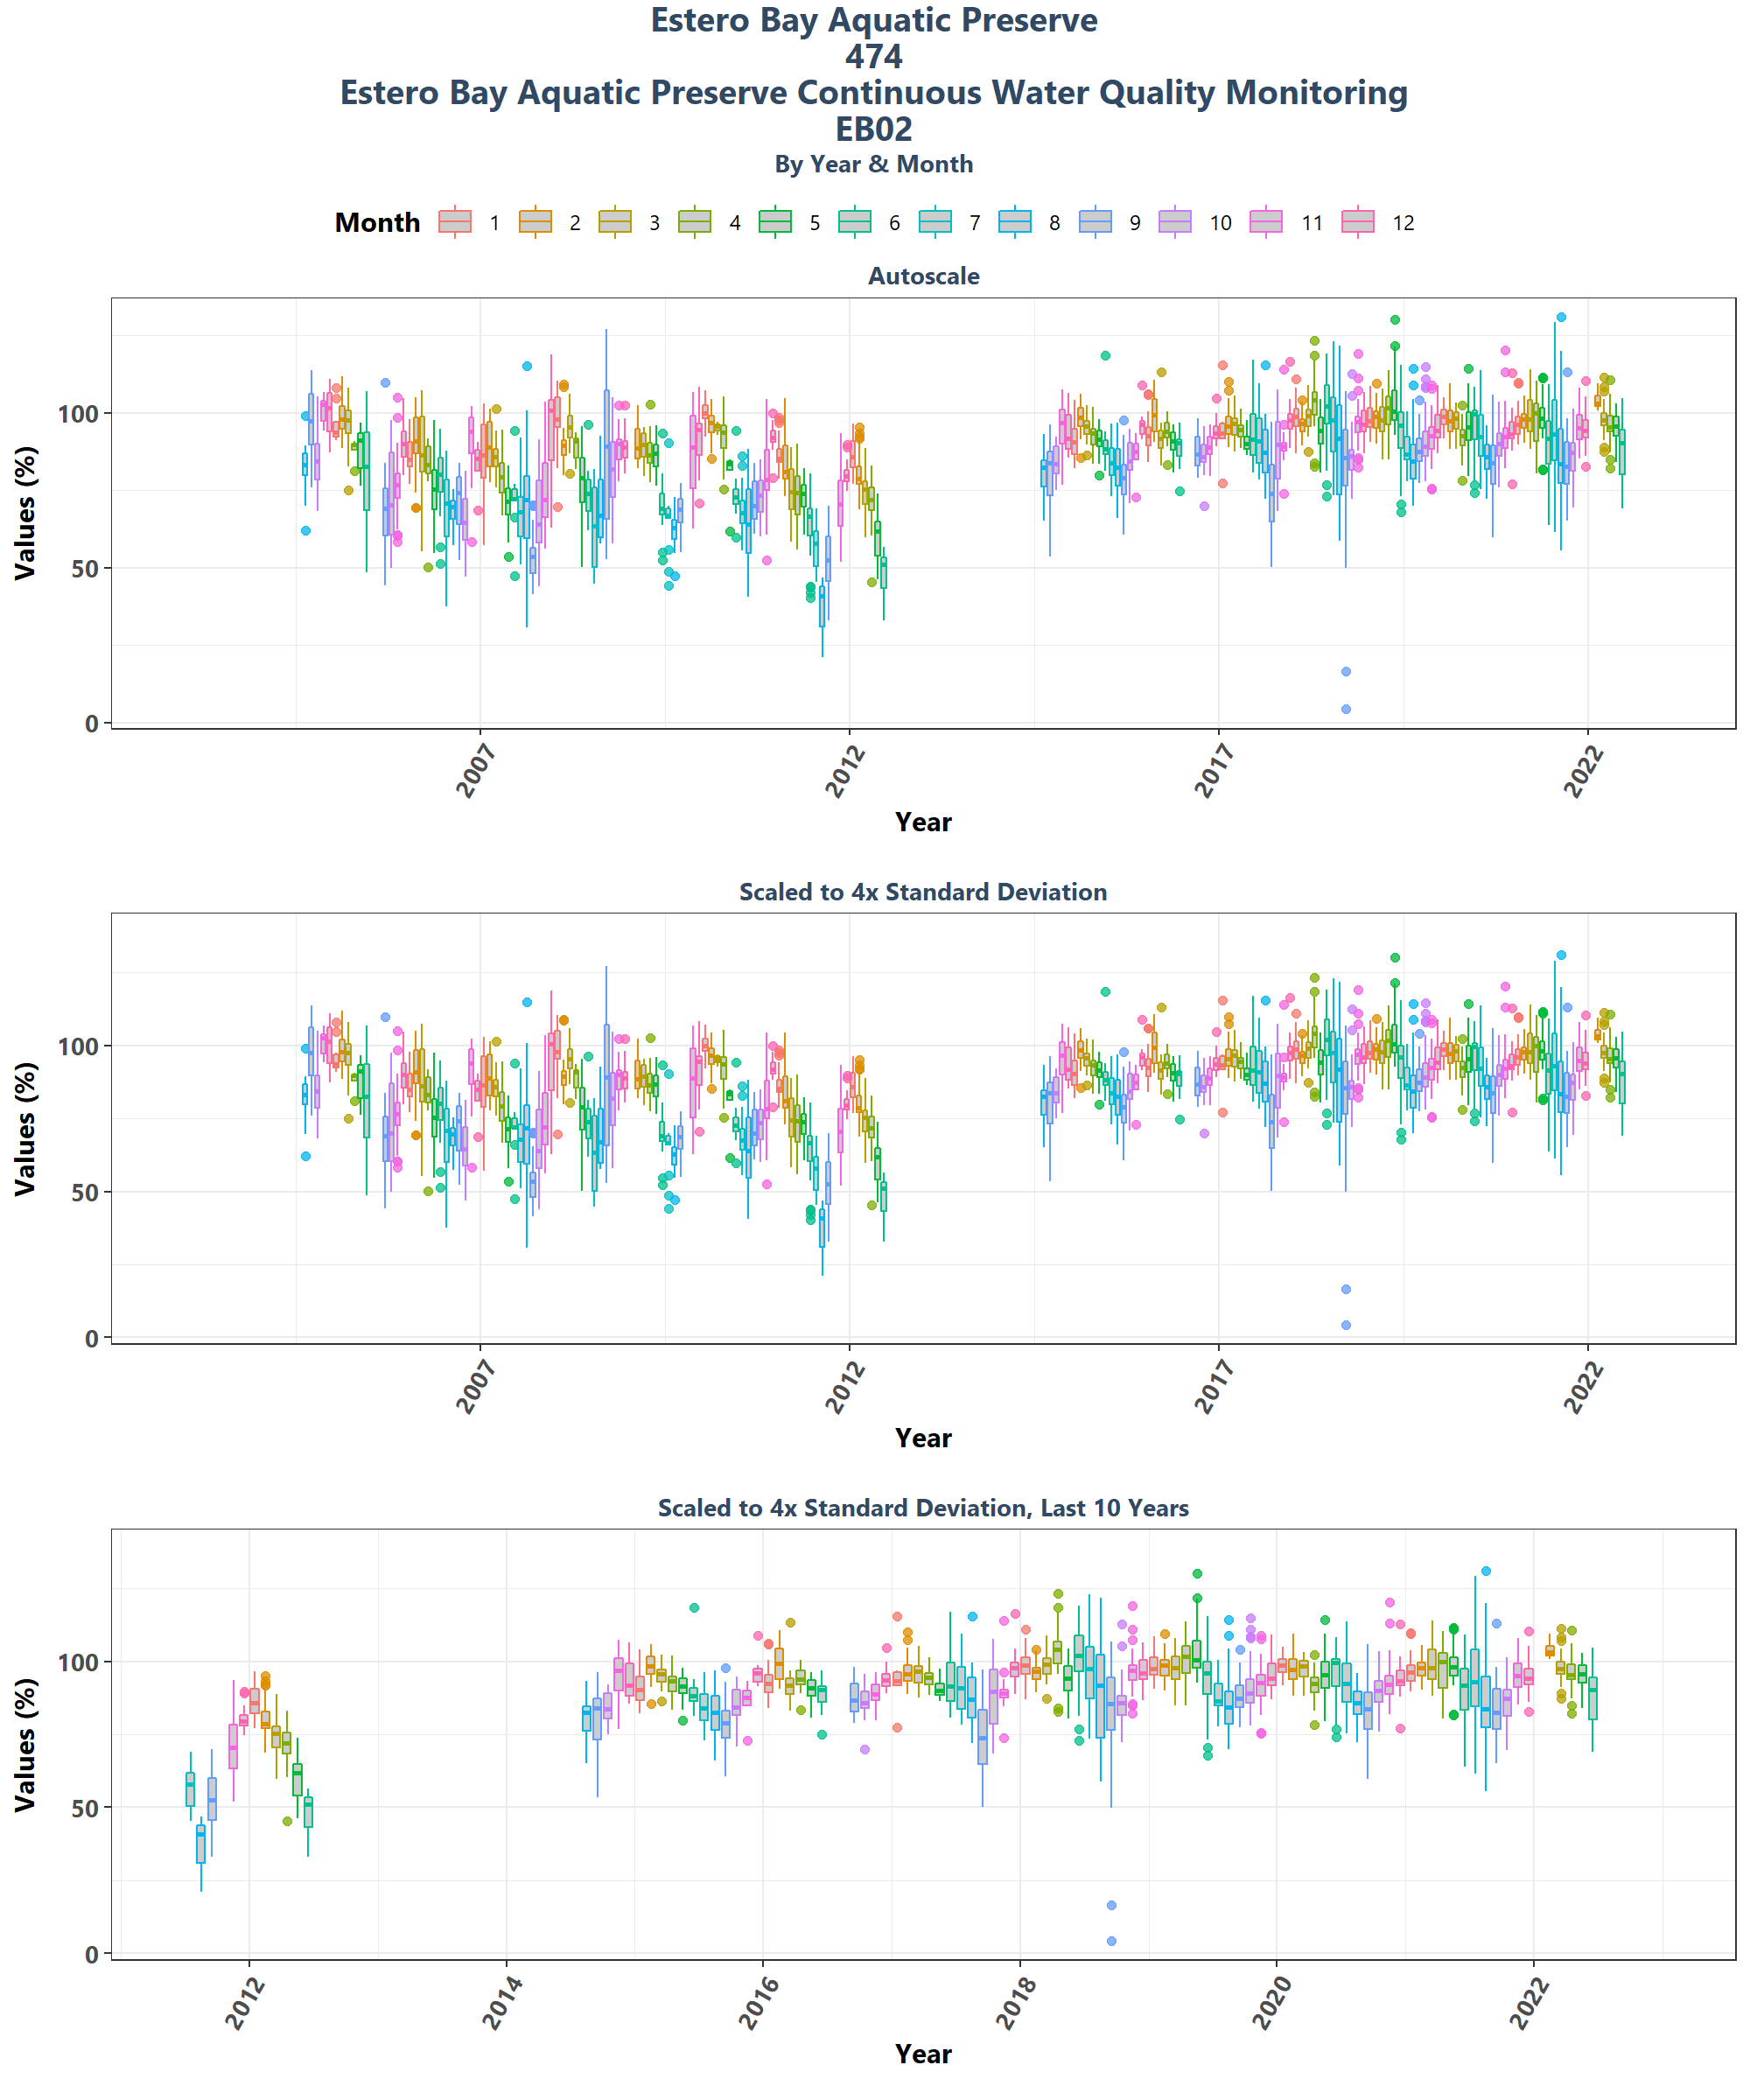 Estero Bay Aquatic Preserve
474
Estero Bay Aquatic Preserve Continuous Water Quality Monitoring
EB02
By Year & Month
Month 1 2 3 4 5 6 7 8 9 10 11 12
Autoscale
Values (%)
100
50
0
2007 2012 2017 2022
Year
Scaled to 4x Standard Deviation
Values (%)
100
50
0
2007 2012 2017 2022
Year
Scaled to 4x Standard Deviation, Last 10 Years
Values (%)
100
50
0
2012 2014 2016 2018 2020 2022
Year